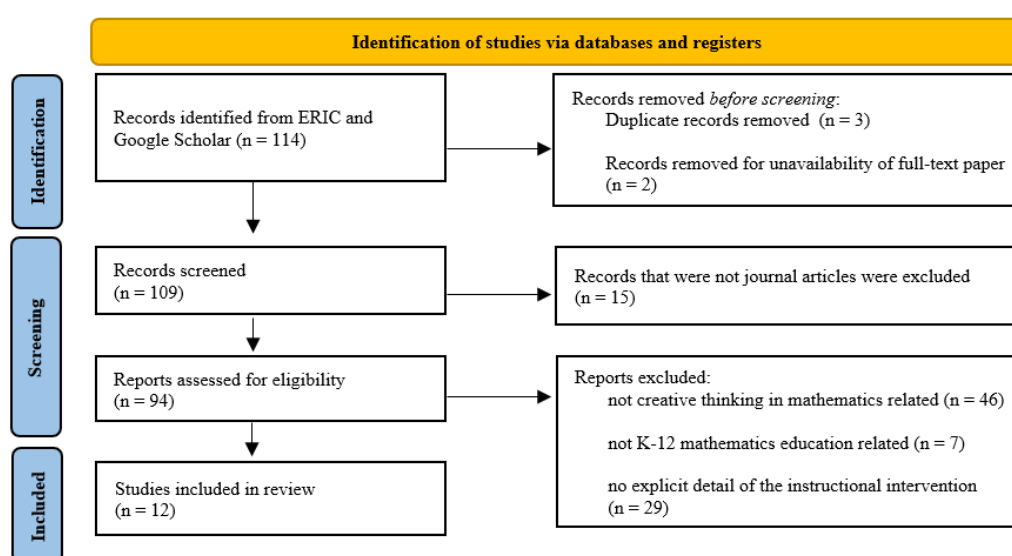 Identification of studies via databases and registers
Identification
Records identified from ERIC and
Google Scholar (n = 114)
Records removed before screening:
Duplicate records removed (n = 3)
Records removed for unavailability of full-text paper
(n = 2)
Screening
Records screened
(n = 109)
Records that were not journal articles were excluded
(n = 15)
Reports assessed for eligibility
(n = 94)
Reports excluded:
not creative thinking in mathematics related (n = 46)
not K-12 mathematics education related (n = 7)
no explicit detail of the instructional intervention
(n = 29)
Included
Studies included in review
(n = 12)